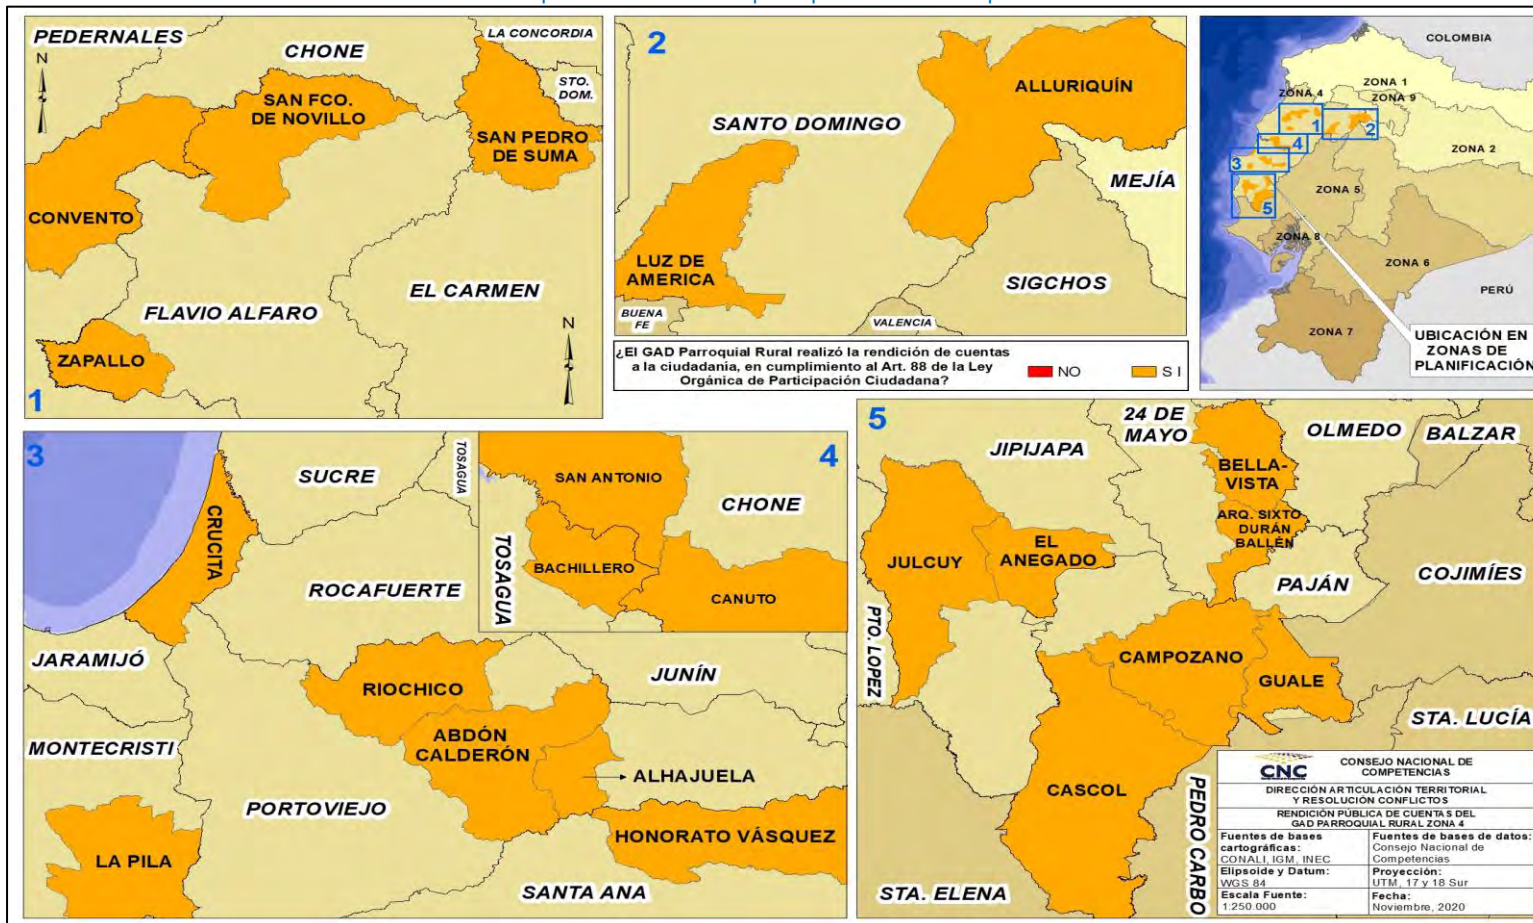 PEDERNALES
CHONE
LA CONCORDIA
N
STO.
DOM.
SAN FCO.
DE NOVILLO
SAN PEDRO
DE SUMA
CONVENTO
EL CARMEN
FLAVIO ALFARO
N
ZAPALLO
1
2
ALLURIQUÍN
SANTO DOMINGO
MEJÍA
LUZ DE
AMERICA
SIGCHOS
BUENA
FE
VALENCIA
¿El GAD Parroquial Rural realizó la rendición de cuentas
a la ciudadanía, en cumplimiento al Art. 88 de la Ley
Orgánica de Participación Ciudadana?
NO
S I
COLOMBIA
ZONA 1
ZONA 4
ZONA 9
1
2
4
ZONA 2
3
ZONA 5
5
ZONA 8
ZONA 6
PERÚ
ZONA 7
UBICACIÓN EN
ZONAS DE
PLANIFICACIÓN
3
SUCRE
TOSAGUA
CRUCITA
ROCAFUERTE
JARAMIJÓ
JUNÍN
RIOCHICO
MONTECRISTI
ABDÓN
CALDERÓN
ALHAJUELA
PORTOVIEJO
HONORATO VÁSQUEZ
LA PILA
SANTA ANA
4
SAN ANTONIO
CHONE
TOSAGUA
BACHILLERO
CANUTO
5
24 DE
MAYO
OLMEDO
BALZAR
JIPIJAPA
BELLA-
VISTA
ARQ. SIXTO
DURÁN
BALLÉN
EL
ANEGADO
JULCUY
PAJÁN
COJIMÍES
PTO. LOPEZ
CAMPOZANO
GUALE
STA. LUCÍA
CASCOL
PEDRO CARBO
STA. ELENA
CNC
CONSEJO NACIONAL DE
COMPETENCIAS
DIRECCIÓN ARTICULACIÓN TERRITORIAL
Y RESOLUCIÓN CONFLICTOS
RENDICIÓN PÚBLICA DE CUENTAS DEL
GAD PARROQUIAL RURAL ZONA 4
Fuentes de bases
cartográficas:
CONALI, IGM, INEC
Fuentes de bases de datos:
Consejo Nacional de
Competencias
Elipsoide y Datum:
WGS 84
Proyección:
UTM, 17 y 18 Sur
Escala Fuente:
1:250.000
Fecha:
Noviembre, 2020